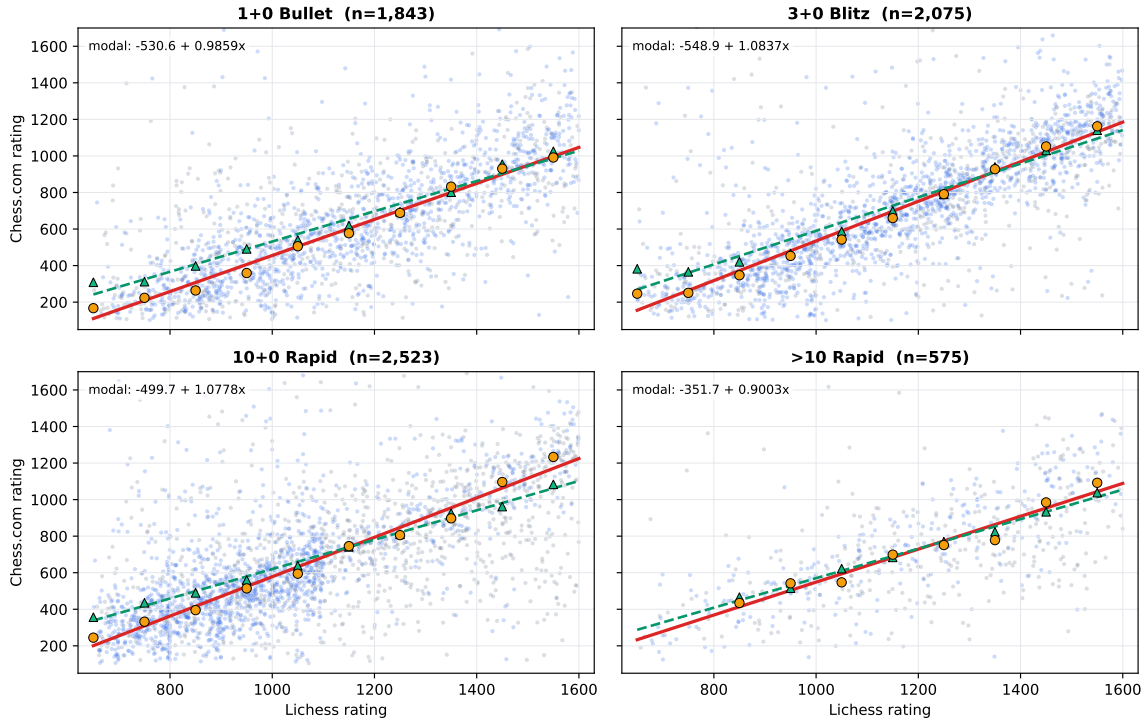 1+0 Bullet  (n=1,843)
modal: -530.6 + 0.9859x
1600
1400
1200
1000
800
600
400
200
Chess.com rating
3+0 Blitz  (n=2,075)
modal: -548.9 + 1.0837x
10+0 Rapid  (n=2,523)
modal: -499.7 + 1.0778x
1600
1400
1200
1000
800
600
400
200
Chess.com rating
800 1000 1200 1400 1600
Lichess rating
>10 Rapid  (n=575)
modal: -351.7 + 0.9003x
800 1000 1200 1400 1600
Lichess rating